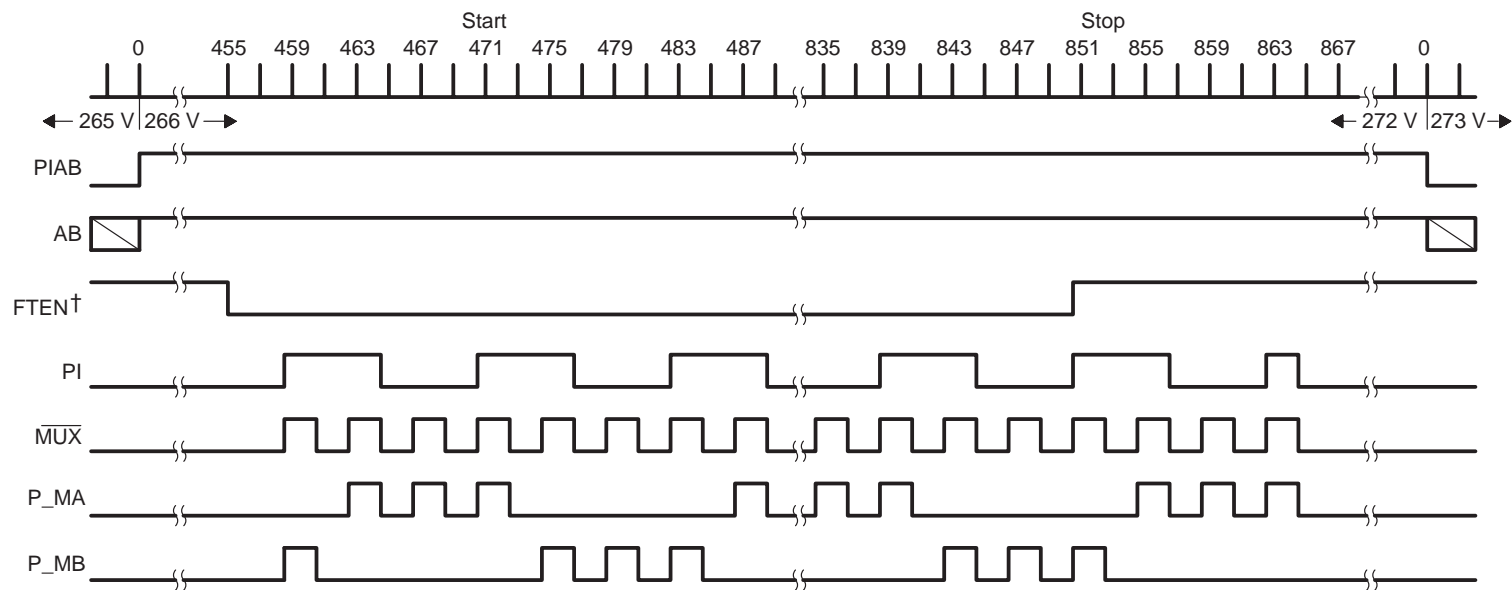 Start Stop
0 455 459 463 467 471 475 479 483 487 835 839 843 847 851 855 859 863 867 0
265 V 266 V 272 V 273 V
PIAB
AB
FTEN†
PI
MUX
P_MA
P_MB